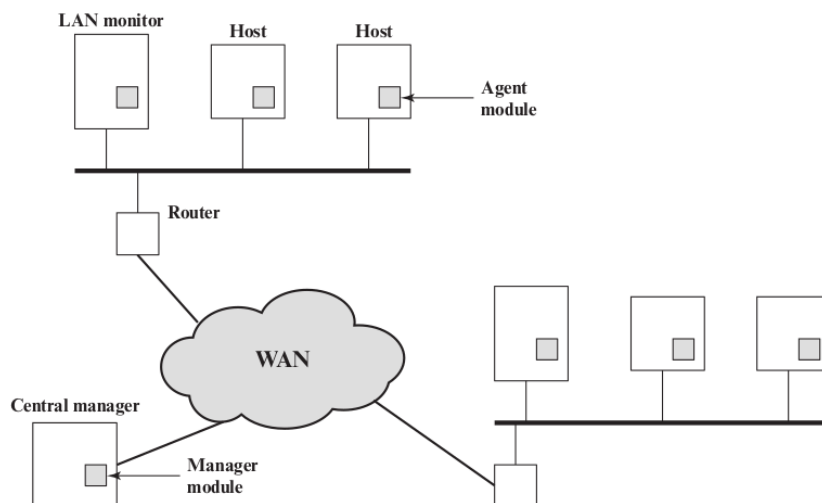 LAN monitor
Host
Host
Agent
module
Router
WAN
Central manager
Manager
module